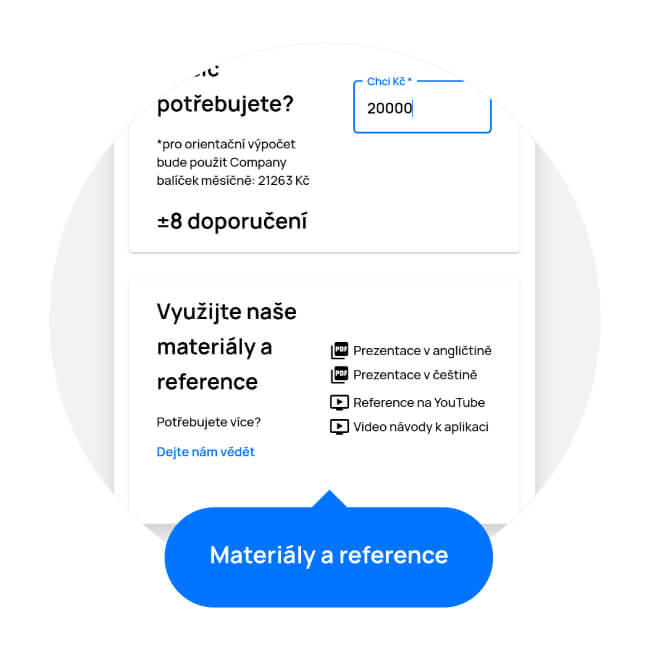 potřebujete?
Chci Kč *
20000
*pro orientační výpočet
bude použit Company
balíček měsíčně: 21263 Kč
±8 doporučení
Využijte naše
materiály a
reference
Potřebujete více?
Dejte nám vědět
PDF Prezentace v angličtině
PDF Prezentace v češtině
Reference na YouTube
Video návody k aplikaci
Materiály a reference